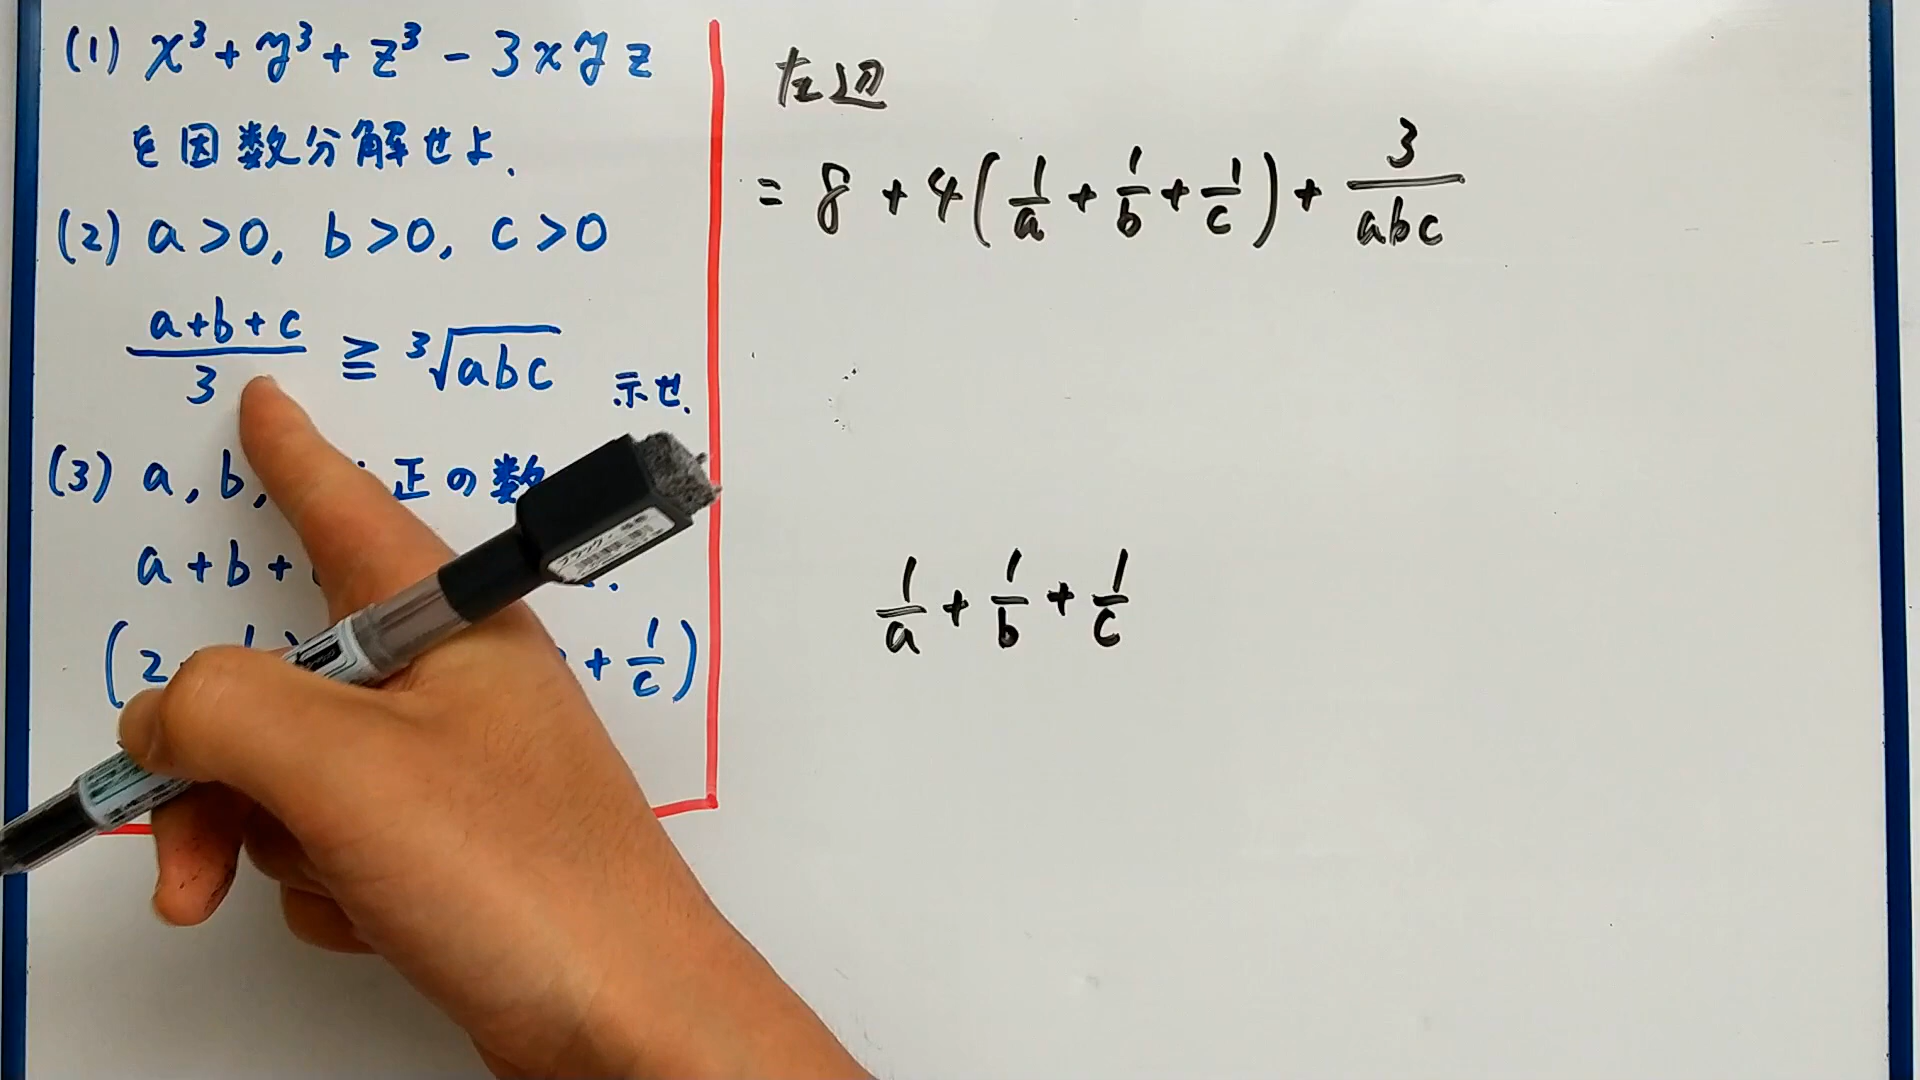 (1) x³+y³+z³-3xyz
を因数分解せよ.
(2) a>0, b>0, c>0
(a+b+c)/3 ≧ ³√abc 示せ.
(3) a, b, 正の数
a+b+
(2 + 1/c)
左辺
= 8 + 4(1/a + 1/b + 1/c) + 3/abc
1/a + 1/b + 1/c